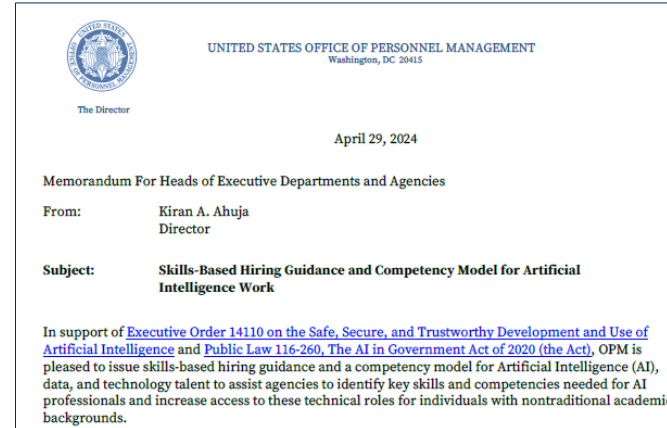 UNITED STATES OFFICE OF PERSONNEL MANAGEMENT
Washington, DC 20415
The Director
April 29, 2024
Memorandum For Heads of Executive Departments and Agencies
From: Kiran A. Ahuja
Director
Subject: Skills-Based Hiring Guidance and Competency Model for Artificial
Intelligence Work
In support of Executive Order 14110 on the Safe, Secure, and Trustworthy Development and Use of
Artificial Intelligence and Public Law 116-260, The AI in Government Act of 2020 (the Act), OPM is
pleased to issue skills-based hiring guidance and a competency model for Artificial Intelligence (AI),
data, and technology talent to assist agencies to identify key skills and competencies needed for AI
professionals and increase access to these technical roles for individuals with nontraditional academi
backgrounds.